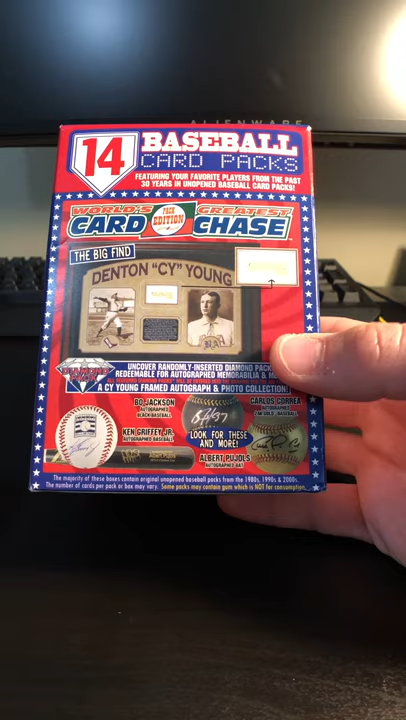 ALIENWARE
14
BASEBALL
CARD PACKS
FEATURING YOUR FAVORITE PLAYERS FROM THE PAST
30 YEARS IN UNOPENED BASEBALL CARD PACKS!
WORLD'S GREATEST
CARD CHASE
PACK
EDITION
THE BIG FIND
DENTON "CY" YOUNG
DIAMOND
UNCOVER RANDOMLY-INSERTED DIAMOND PACK
REDEEMABLE FOR AUTOGRAPHED MEMORABILIA &
A CY YOUNG FRAMED AUTOGRAPH & PHOTO COLLECTION!
BO JACKSON
AUTOGRAPHED
BLACK BASEBALL
CARLOS CORREA
AUTOGRAPHED
BASEBALL
KEN GRIFFEY JR.
AUTOGRAPHED BASEBALL
LOOK FOR THESE
AND MORE!
ALBERT PUJOLS
AUTOGRAPHED BAT
The majority of these boxes contain original unopened baseball packs from the 1980s, 1990s & 2000s.
The number of cards per pack or box may vary. Some packs may contain gum which is NOT for consumption.